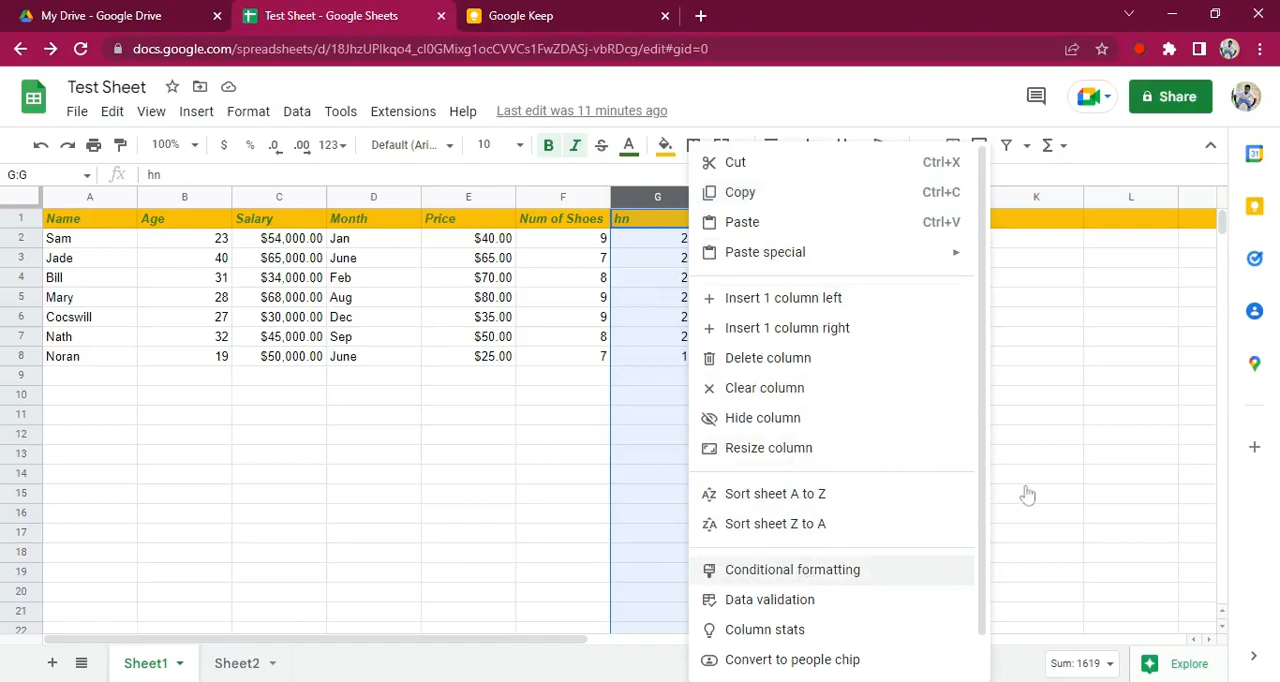 My Drive - Google Drive
Test Sheet - Google Sheets
Google Keep
docs.google.com/spreadsheets/d/18JhzUPIkqo4_cI0GMixg1ocCVVCs1FwZDASj-vbRDcg/edit#gid=0
Test Sheet
File Edit View Insert Format Data Tools Extensions Help Last edit was 11 minutes ago
Share
100% $ % .0 .00 123 Default (Ari... 10 B I S A Σ
G:G fx hn
A B C D E F G K L
1 Name Age Salary Month Price Num of Shoes hn
2 Sam 23 $54,000.00 Jan $40.00 9 2
3 Jade 40 $65,000.00 June $65.00 7 2
4 Bill 31 $34,000.00 Feb $70.00 8 2
5 Mary 28 $68,000.00 Aug $80.00 9 2
6 Cocswill 27 $30,000.00 Dec $35.00 9 2
7 Nath 32 $45,000.00 Sep $50.00 8 2
8 Noran 19 $50,000.00 June $25.00 7 1
9
10
11
12
13
14
15
16
17
18
19
20
21
22
Cut Ctrl+X
Copy Ctrl+C
Paste Ctrl+V
Paste special
Insert 1 column left
Insert 1 column right
Delete column
Clear column
Hide column
Resize column
Sort sheet A to Z
Sort sheet Z to A
Conditional formatting
Data validation
Column stats
Convert to people chip
Sheet1 Sheet2 Sum: 1619 Explore
31